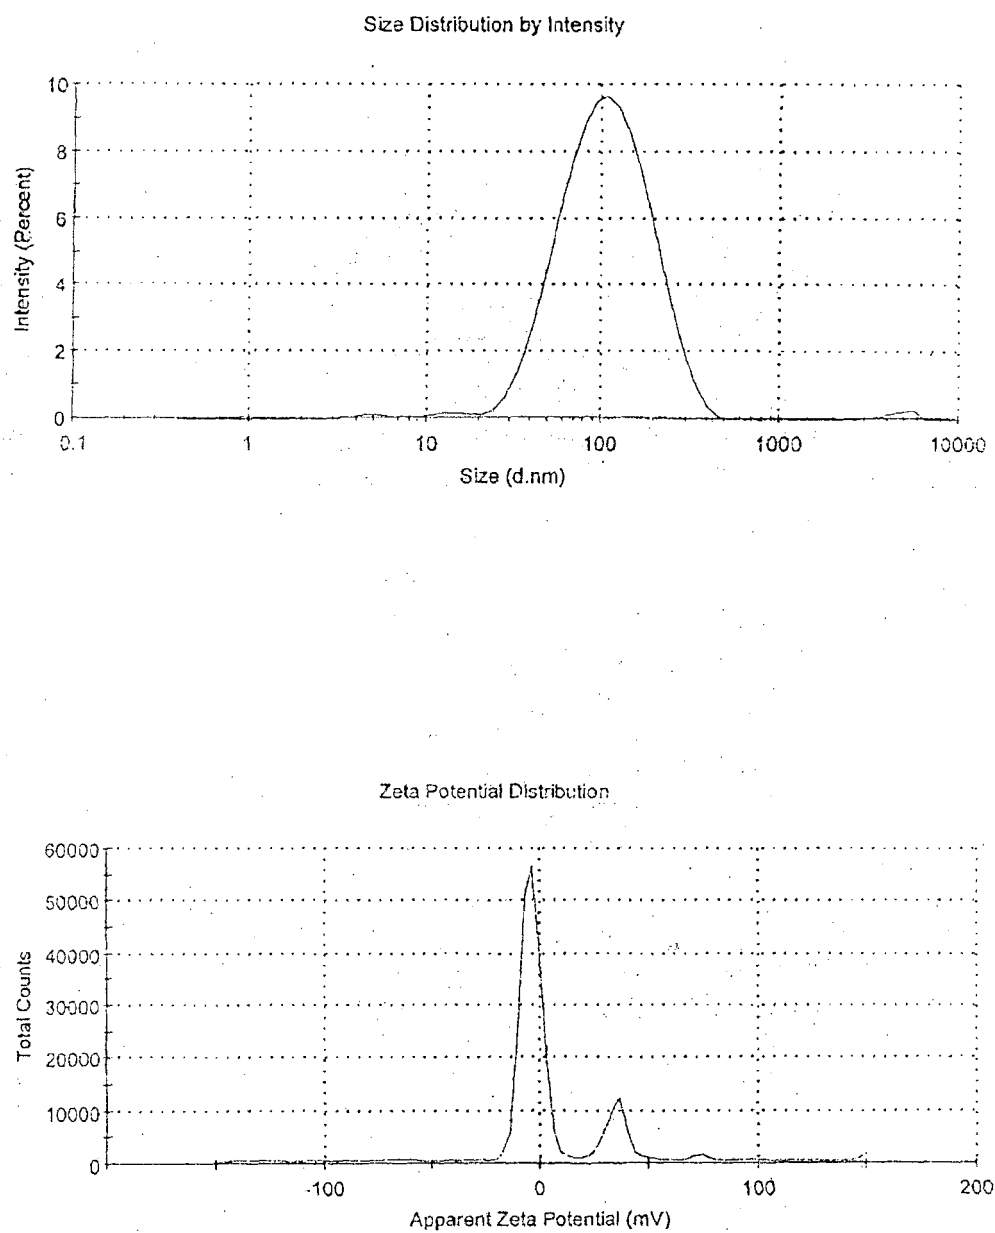 Size Distribution by Intensity
10
8
6
4
2
0
Intensity (Percent)
0.1 1 10 100 1000 10000
Size (d.nm)
Zeta Potential Distribution
60000
50000
40000
30000
20000
10000
0
Total Counts
-100 0 100 200
Apparent Zeta Potential (mV)